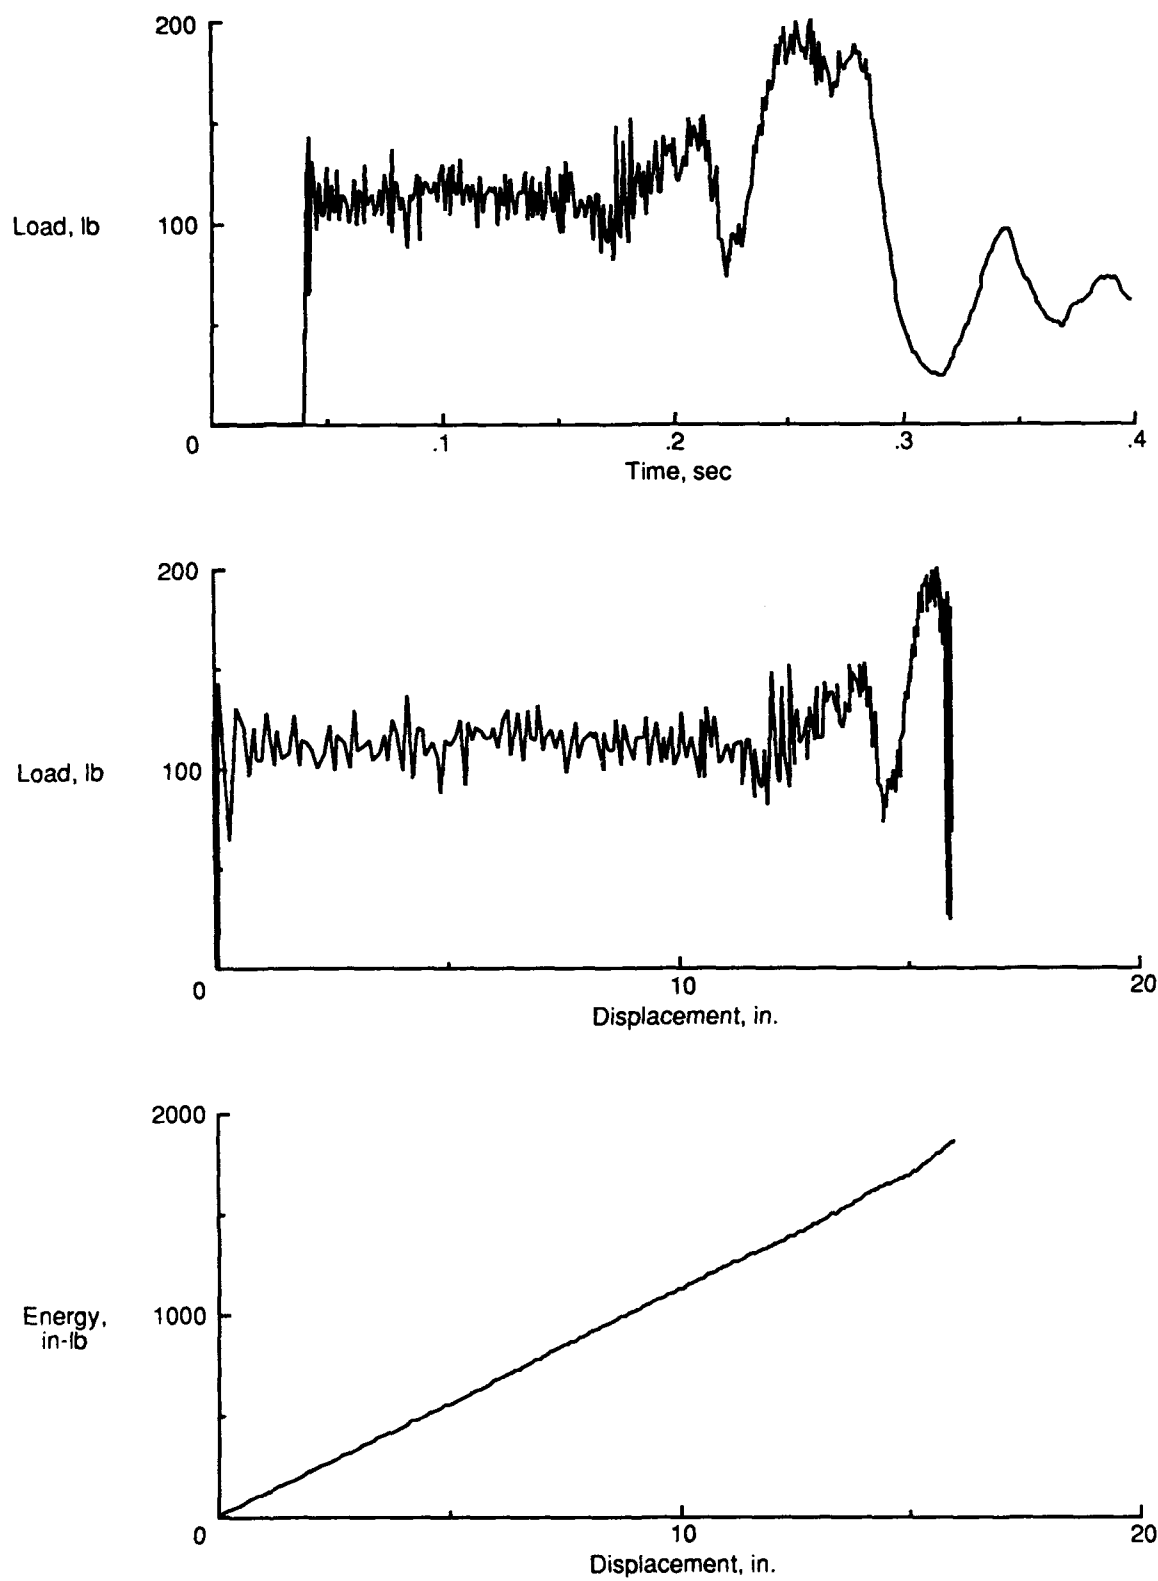 200
Load, lb
100
0
.1
.2
.3
.4
Time, sec
200
Load, lb
100
0
10
20
Displacement, in.
2000
Energy,
in-lb
1000
0
10
20
Displacement, in.